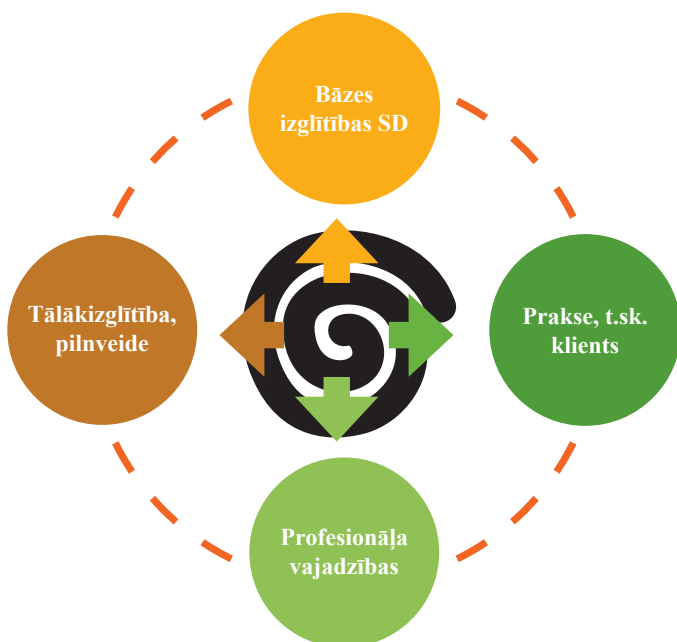 Bāzes
izglītības SD
Tālākizglītība,
pilnveide
Prakse, t.sk.
klients
Profesionāļa
vajadzības